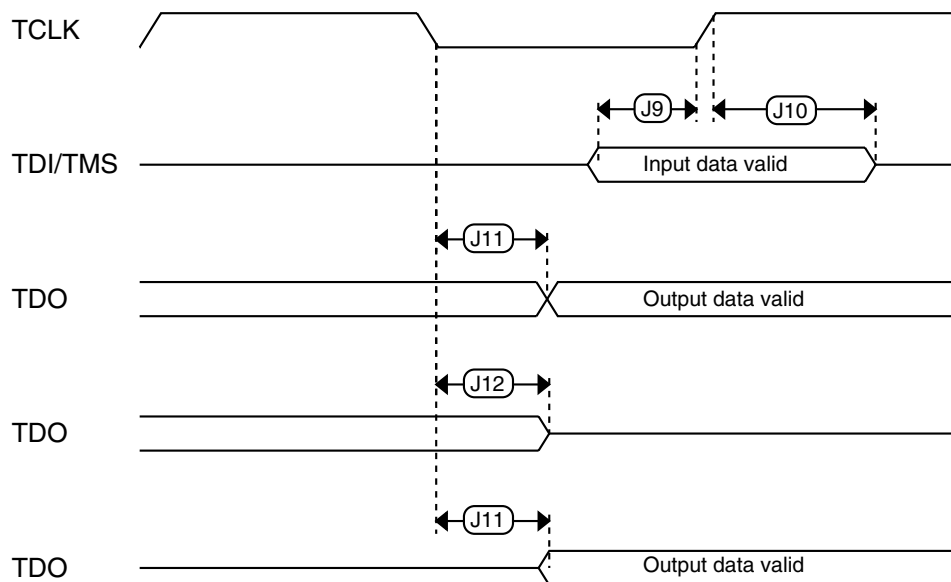 TCLK
J9
J10
TDI/TMS
Input data valid
J11
TDO
Output data valid
J12
TDO
J11
TDO
Output data valid